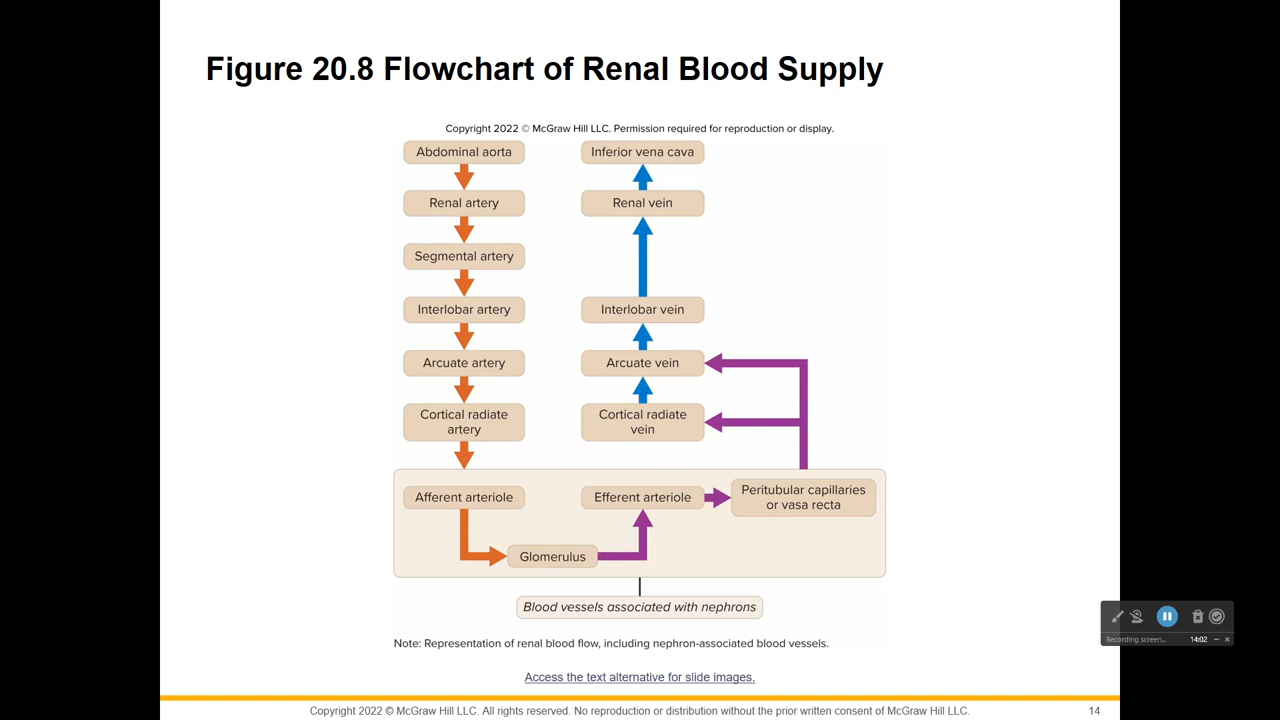 Figure 20.8 Flowchart of Renal Blood Supply
Copyright 2022 © McGraw Hill LLC. Permission required for reproduction or display.
Abdominal aorta
Inferior vena cava
Renal artery
Renal vein
Segmental artery
Interlobar artery
Interlobar vein
Arcuate artery
Arcuate vein
Cortical radiate
artery
Cortical radiate
vein
Afferent arteriole
Efferent arteriole
Peritubular capillaries
or vasa recta
Glomerulus
Blood vessels associated with nephrons
Note: Representation of renal blood flow, including nephron-associated blood vessels.
Access the text alternative for slide images.
Copyright 2022 © McGraw Hill LLC. All rights reserved. No reproduction or distribution without the prior written consent of McGraw Hill LLC.
14
Recording screen...
14:02